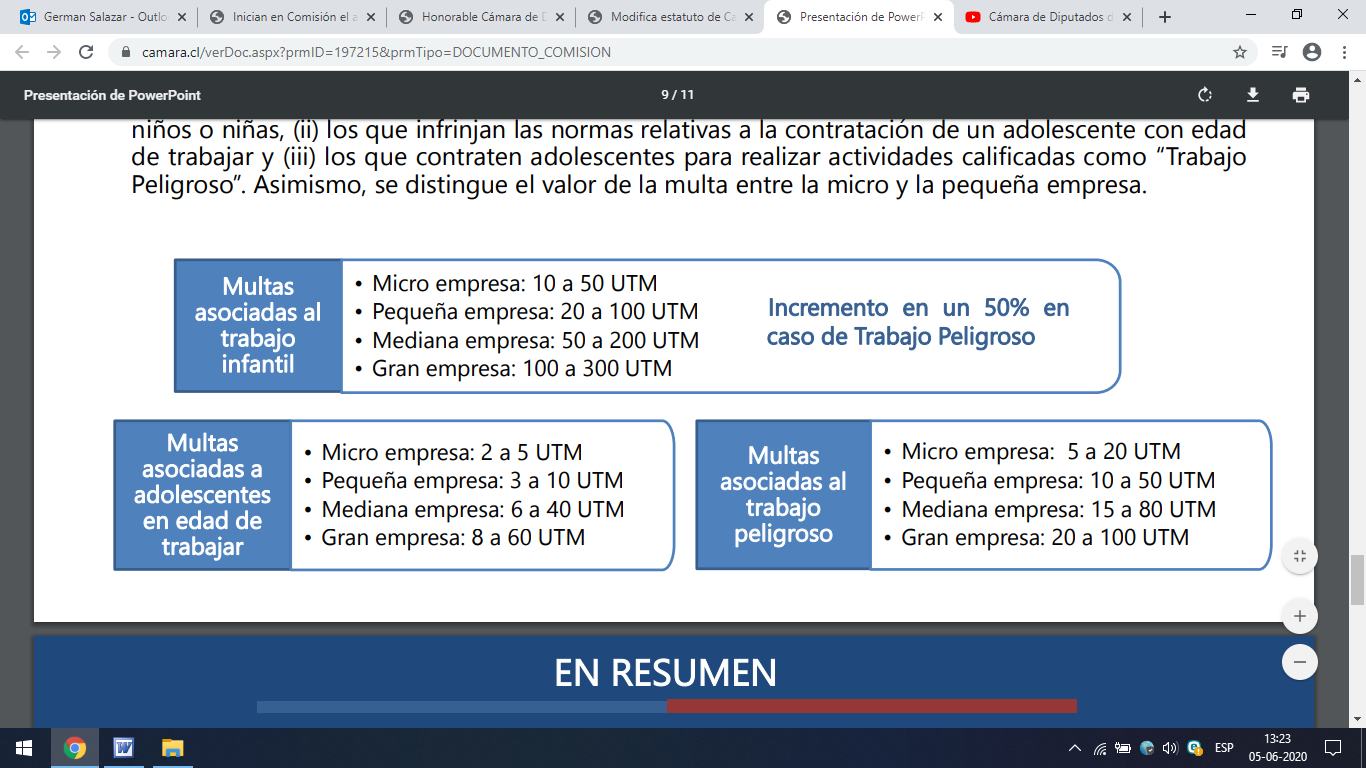 German Salazar - Outlo
Inician en Comisión el a
Honorable Cámara de D
Modifica estatuto de Ca
Presentación de PowerP
Cámara de Diputados d
camara.cl/verDoc.aspx?prmID=197215&prmTipo=DOCUMENTO_COMISION
Presentación de PowerPoint
9 / 11
niños o niñas, (ii) los que infrinjan las normas relativas a la contratación de un adolescente con edad
de trabajar y (iii) los que contraten adolescentes para realizar actividades calificadas como “Trabajo
Peligroso”. Asimismo, se distingue el valor de la multa entre la micro y la pequeña empresa.
Multas
asociadas al
trabajo
infantil
• Micro empresa: 10 a 50 UTM
• Pequeña empresa: 20 a 100 UTM
• Mediana empresa: 50 a 200 UTM
• Gran empresa: 100 a 300 UTM
Incremento en un 50% en
caso de Trabajo Peligroso
Multas
asociadas a
adolescentes
en edad de
trabajar
• Micro empresa: 2 a 5 UTM
• Pequeña empresa: 3 a 10 UTM
• Mediana empresa: 6 a 40 UTM
• Gran empresa: 8 a 60 UTM
Multas
asociadas al
trabajo
peligroso
• Micro empresa: 5 a 20 UTM
• Pequeña empresa: 10 a 50 UTM
• Mediana empresa: 15 a 80 UTM
• Gran empresa: 20 a 100 UTM
EN RESUMEN
ESP
13:23
05-06-2020